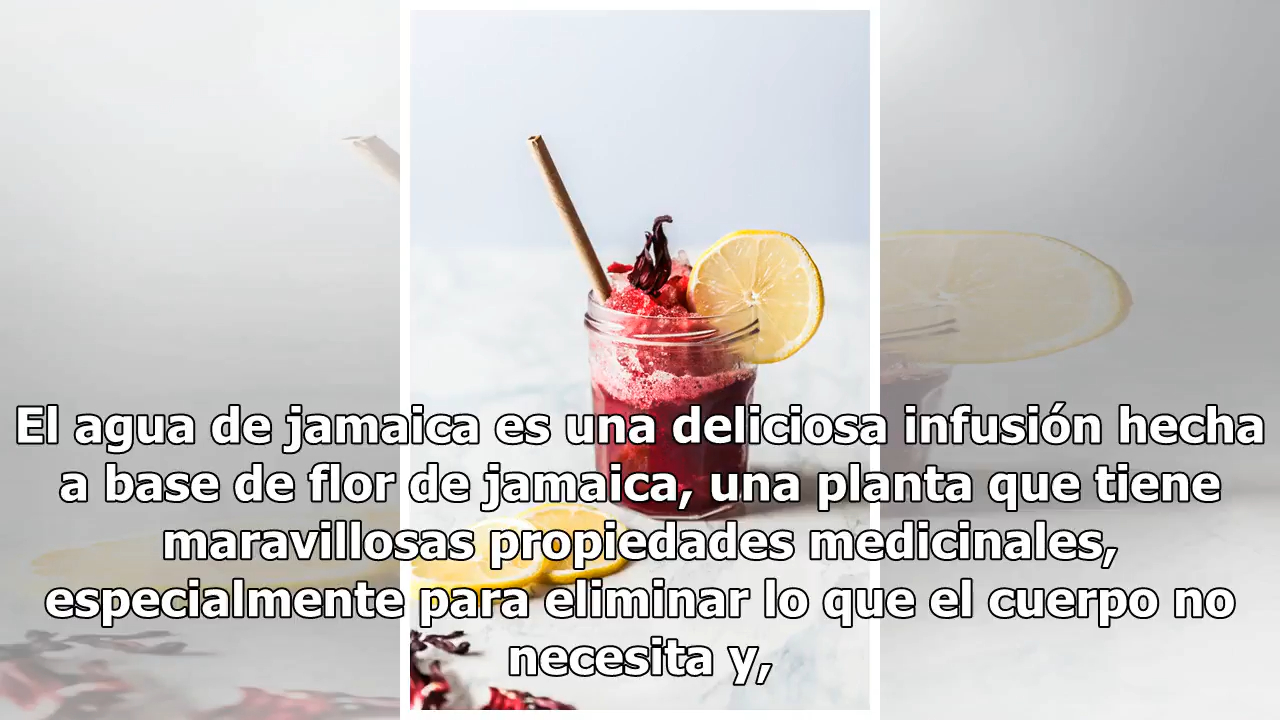 El agua de jamaica es una deliciosa infusión hecha
a base de flor de jamaica, una planta que tiene
maravillosas propiedades medicinales,
especialmente para eliminar lo que el cuerpo no
necesita y,